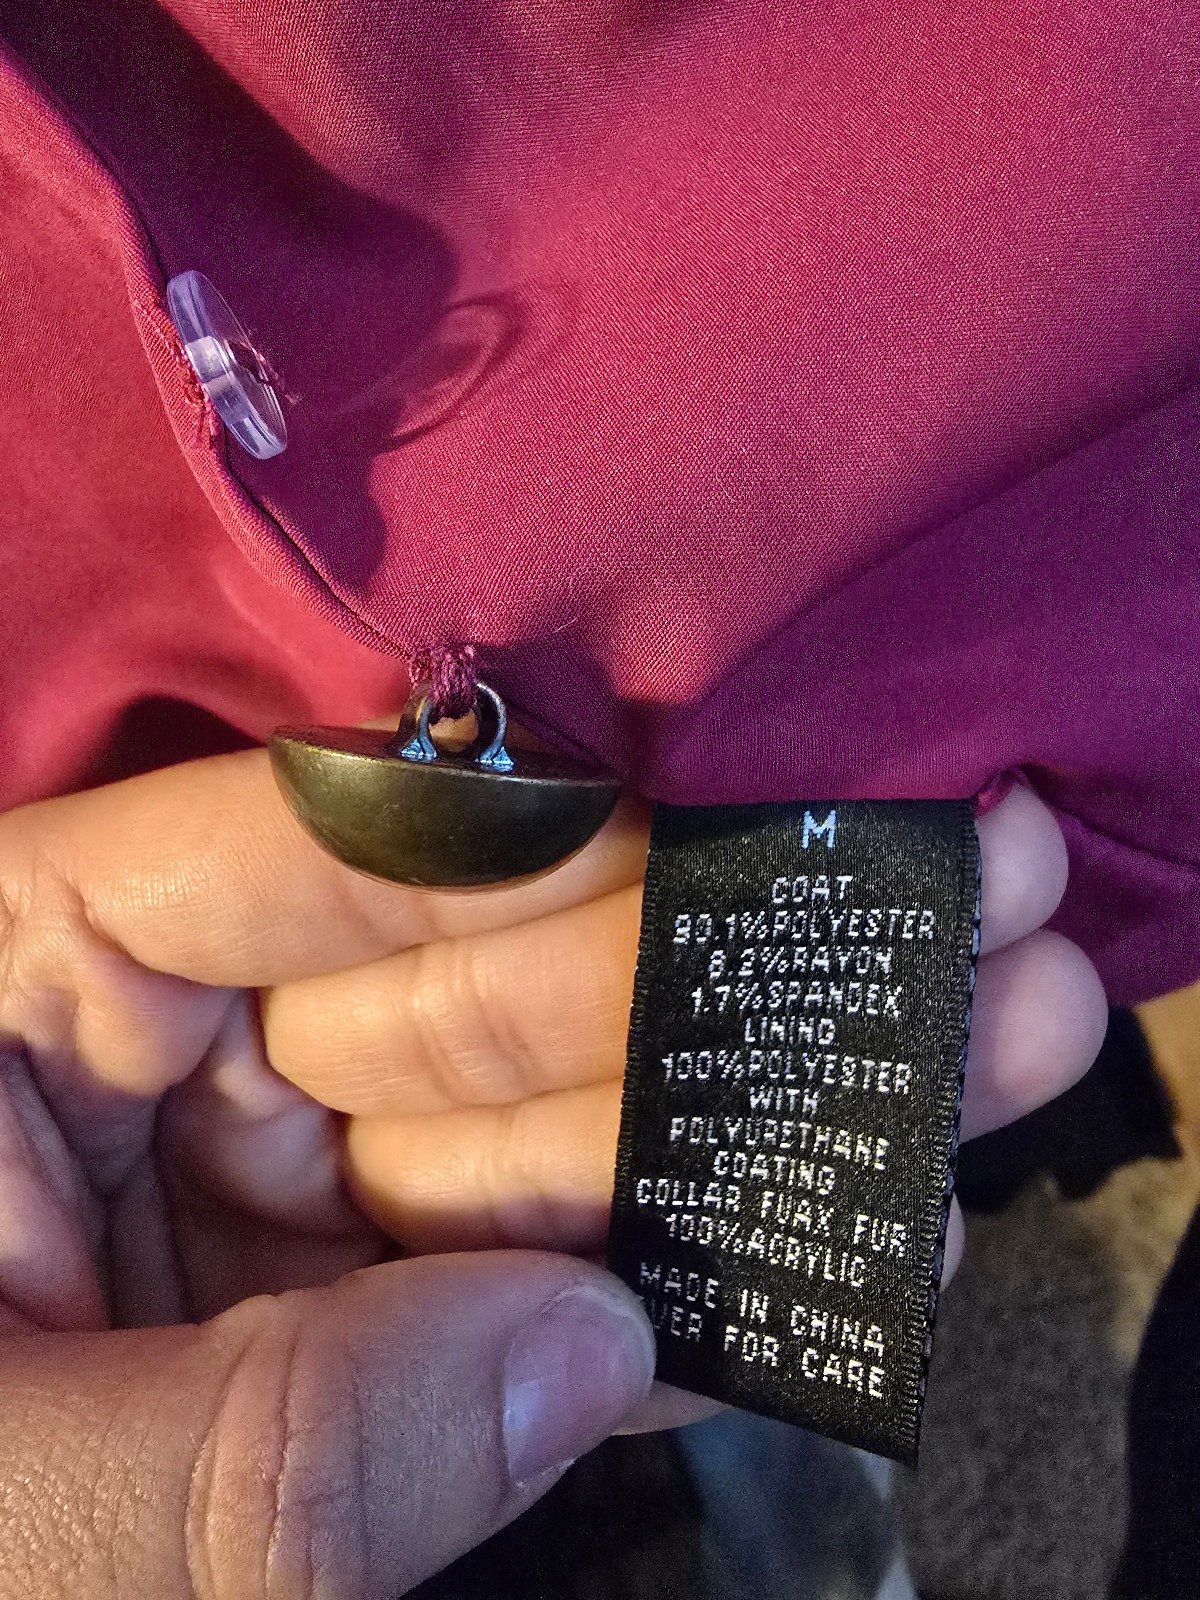 M
COAT
90.1%POLYESTER
8.2%RAYON
1.7%SPANDEX
LINING
100%POLYESTER
WITH
POLYURETHANE
COATING
COLLAR FURX FUR
100%ACRYLIC
MADE IN CHINA
FOR CARE